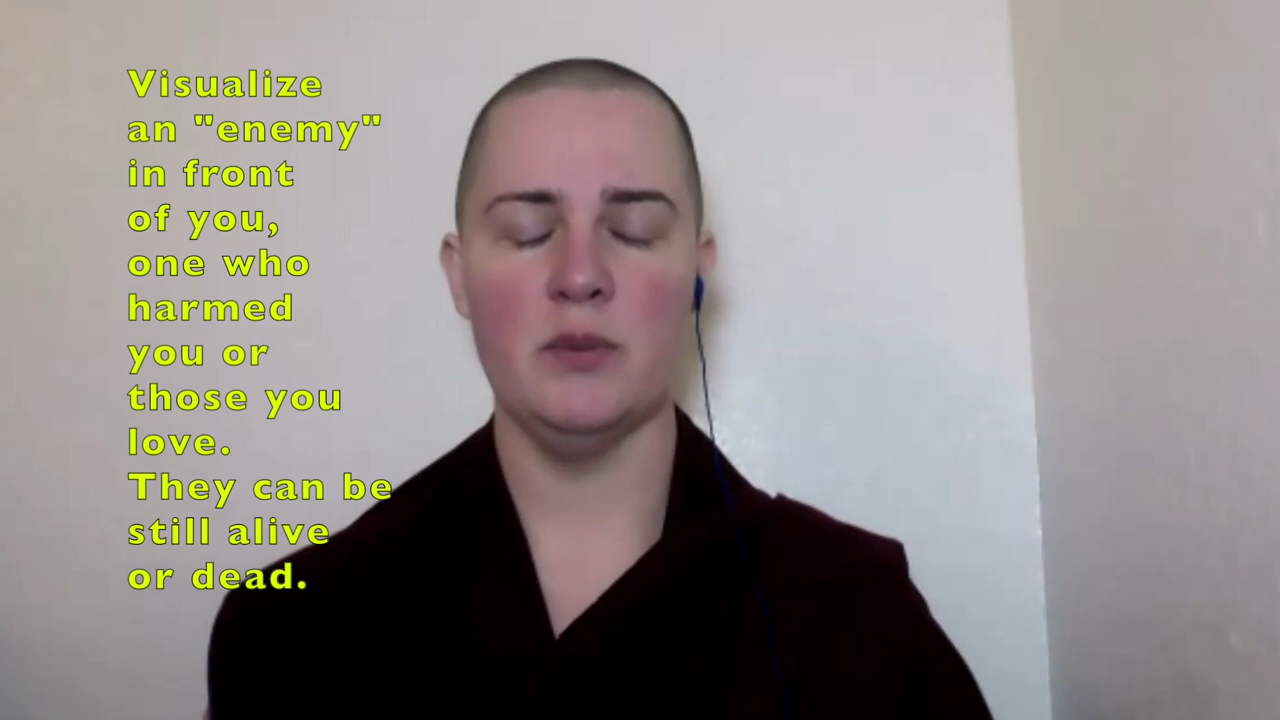 Visualize
an "enemy"
in front
of you,
one who
harmed
you or
those you
love.
They can be
still alive
or dead.